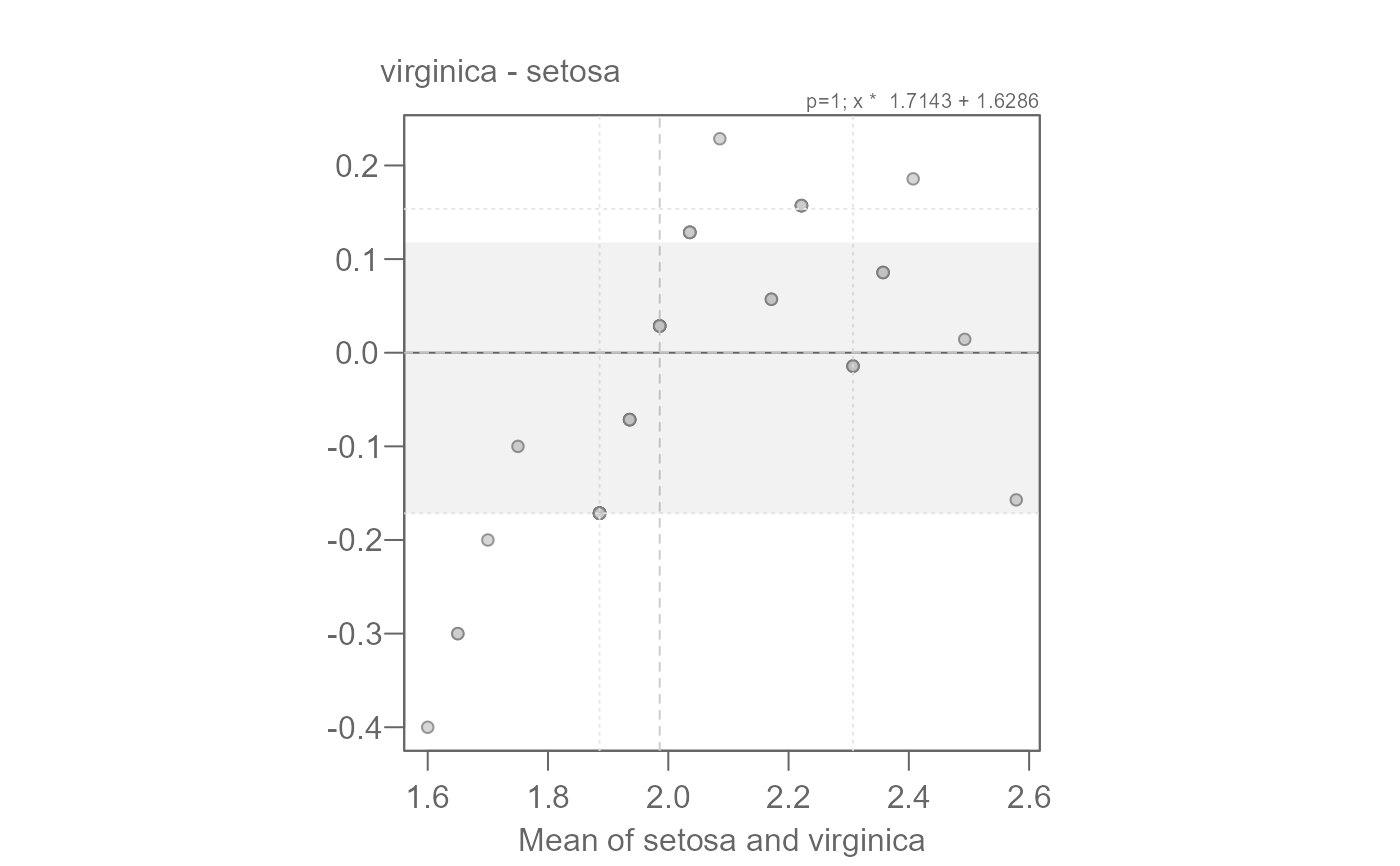 virginica - setosa
p=1; x * 1.7143 + 1.6286
0.2
0.1
0.0
-0.1
-0.2
-0.3
-0.4
1.6 1.8 2.0 2.2 2.4 2.6
Mean of setosa and virginica